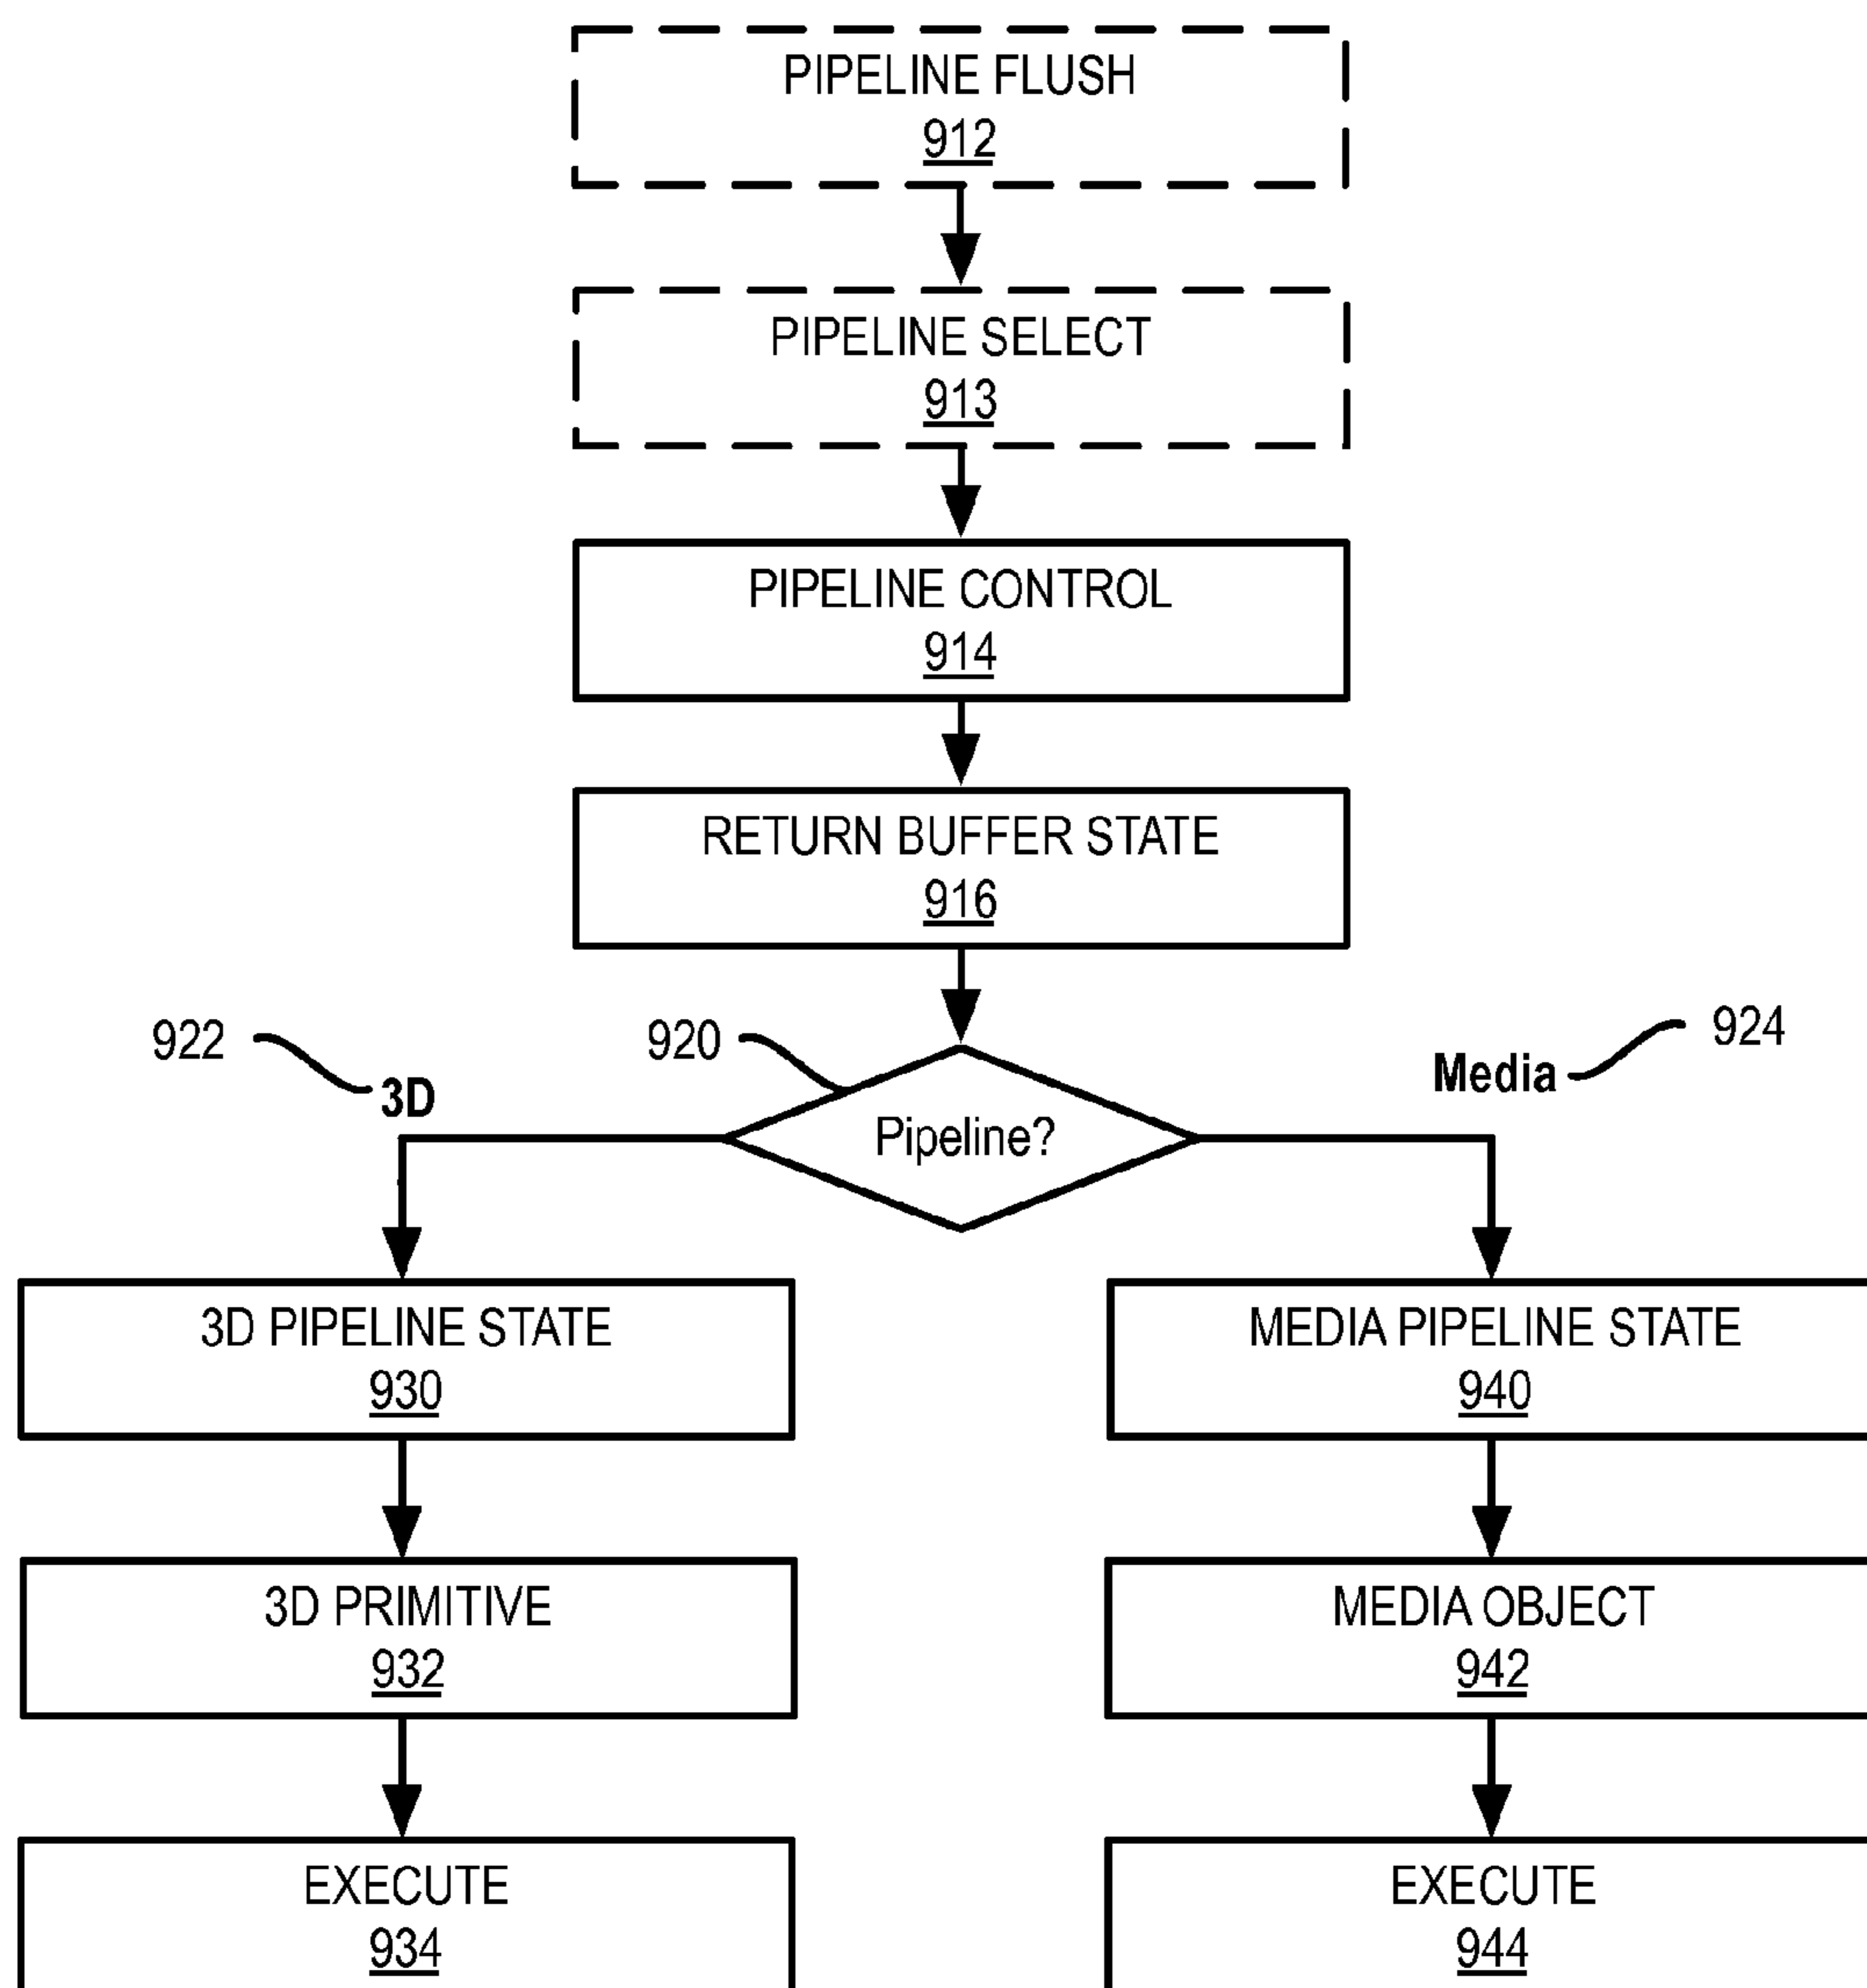 PIPELINE FLUSH
912
PIPELINE SELECT
913
PIPELINE CONTROL
914
RETURN BUFFER STATE
916
922
3D
920
Pipeline?
Media
924
3D PIPELINE STATE
930
MEDIA PIPELINE STATE
940
3D PRIMITIVE
932
MEDIA OBJECT
942
EXECUTE
934
EXECUTE
944